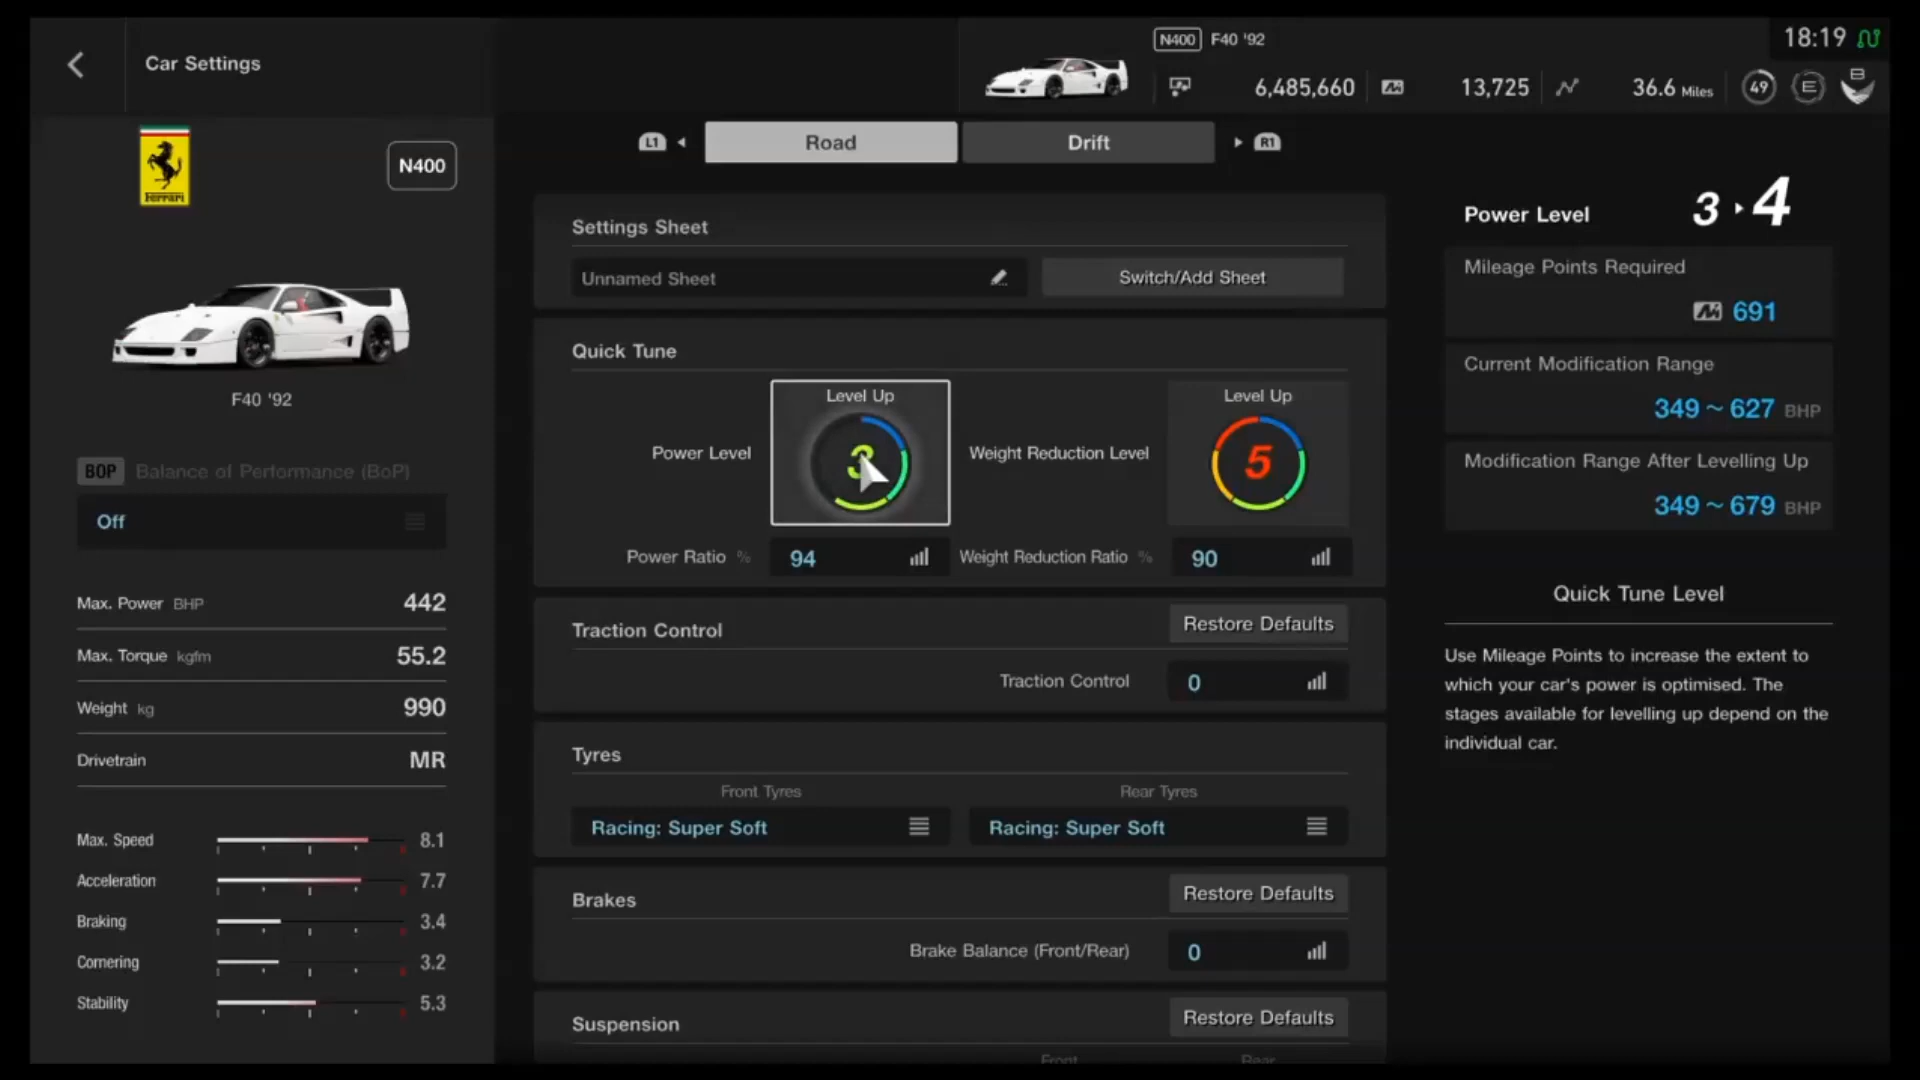 Car Settings
N400 F40 '92
18:19
6,485,660
13,725
36.6 Miles
49
E
B
Ferrari
N400
F40 '92
BOP Balance of Performance (BoP)
Off
Max. Power BHP 442
Max. Torque kgfm 55.2
Weight kg 990
Drivetrain MR
Max. Speed 8.1
Acceleration 7.7
Braking 3.4
Cornering 3.2
Stability 5.3
L1 Road Drift R1
Settings Sheet
Unnamed Sheet Switch/Add Sheet
Quick Tune
Level Up Level Up
Power Level 3 Weight Reduction Level 5
Power Ratio % 94 Weight Reduction Ratio % 90
Traction Control Restore Defaults
Traction Control 0
Tyres
Front Tyres Rear Tyres
Racing: Super Soft Racing: Super Soft
Brakes Restore Defaults
Brake Balance (Front/Rear) 0
Suspension Restore Defaults
Front Rear
Power Level 3 4
Mileage Points Required
691
Current Modification Range
349 ~ 627 BHP
Modification Range After Levelling Up
349 ~ 679 BHP
Quick Tune Level
Use Mileage Points to increase the extent to
which your car's power is optimised. The
stages available for levelling up depend on the
individual car.